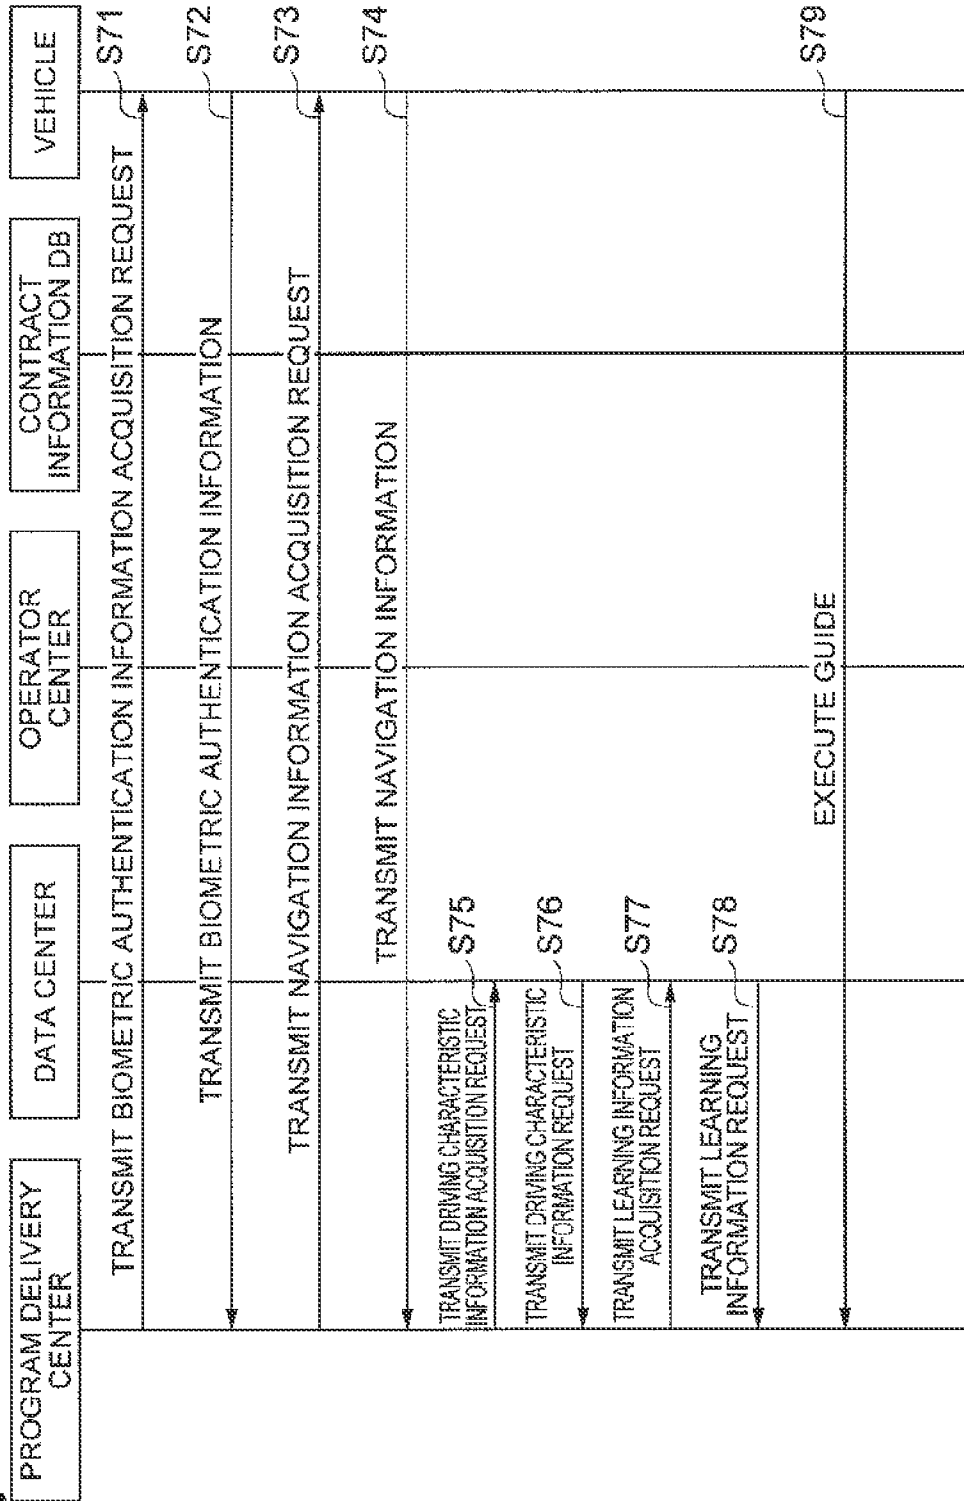 PROGRAM DELIVERY
CENTER
DATA CENTER
OPERATOR
CENTER
CONTRACT
INFORMATION DB
VEHICLE
TRANSMIT BIOMETRIC AUTHENTICATION INFORMATION ACQUISITION REQUEST
S71
TRANSMIT BIOMETRIC AUTHENTICATION INFORMATION
S72
TRANSMIT NAVIGATION INFORMATION ACQUISITION REQUEST
S73
TRANSMIT NAVIGATION INFORMATION
S74
TRANSMIT DRIVING CHARACTERISTIC
INFORMATION ACQUISITION REQUEST
S75
TRANSMIT DRIVING CHARACTERISTIC
INFORMATION REQUEST
S76
TRANSMIT LEARNING INFORMATION
ACQUISITION REQUEST
S77
TRANSMIT LEARNING
INFORMATION REQUEST
S78
EXECUTE GUIDE
S79